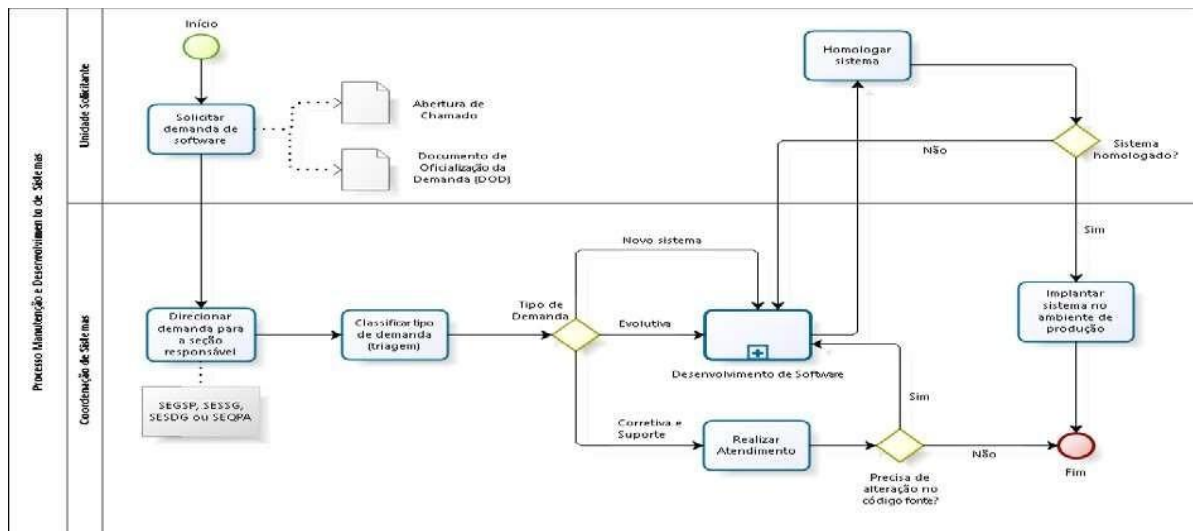 Processo Manutenção e Desenvolvimento de Sistemas
Unidade Solicitante
Início
Solicitar
demanda de
software
Abertura de
Chamado
Documento de
Oficialização da
Demanda (DOD)
Homologar
sistema
Não
Sistema
homologado?
Sim
Coordenação de Sistemas
Direcionar
demanda para
a seção
responsável
SEGSP, SESSG,
SESDG ou SEQPA
Classificar tipo
de demanda
(triagem)
Tipo de
Demanda
Novo sistema
Evolutiva
Corretiva e
Suporte
Desenvolvimento de Software
Realizar
Atendimento
Sim
Precisa de
alteração no
código fonte?
Não
Implantar
sistema no
ambiente de
produção
Fim